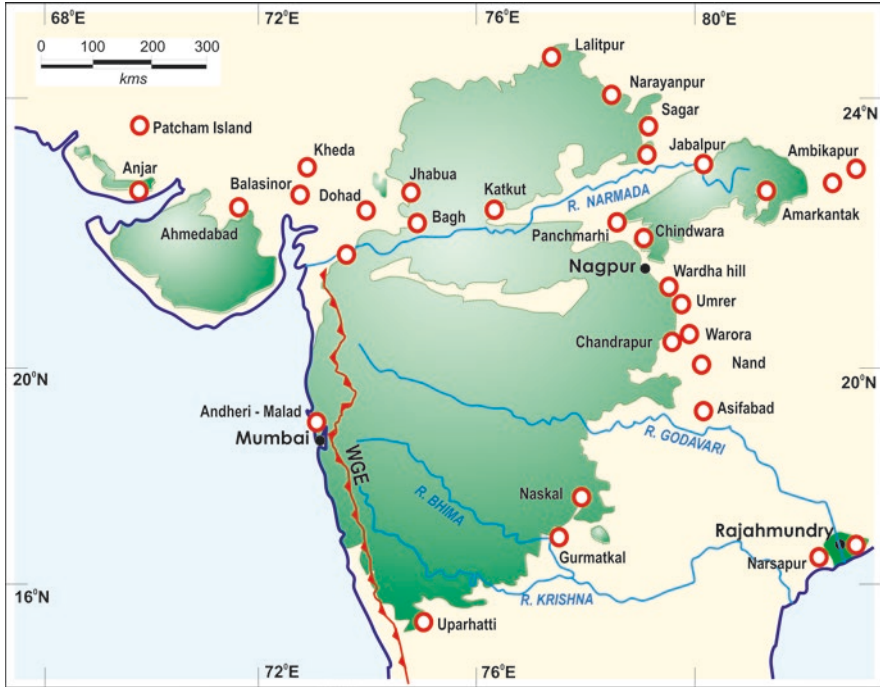 68°E
72°E
76°E
80°E
0 100 200 300
kms
Lalitpur
Narayanpur
24°N
Sagar
Patcham Island
Kheda
Jabalpur
Ambikapur
Anjar
Balasinor
Dohad
Jhabua
Katkut
R. NARMADA
Amarkantak
Ahmedabad
Bagh
Panchmarhi
Chindwara
Nagpur
Wardha hill
Umrer
Chandrapur
Warora
Nand
20°N
20°N
Andheri - Malad
Asifabad
Mumbai
R. GODAVARI
WGE
R. BHIMA
Naskal
Rajahmundry
Gurmatkal
Narsapur
16°N
R. KRISHNA
Uparhatti
72°E
76°E
80°E